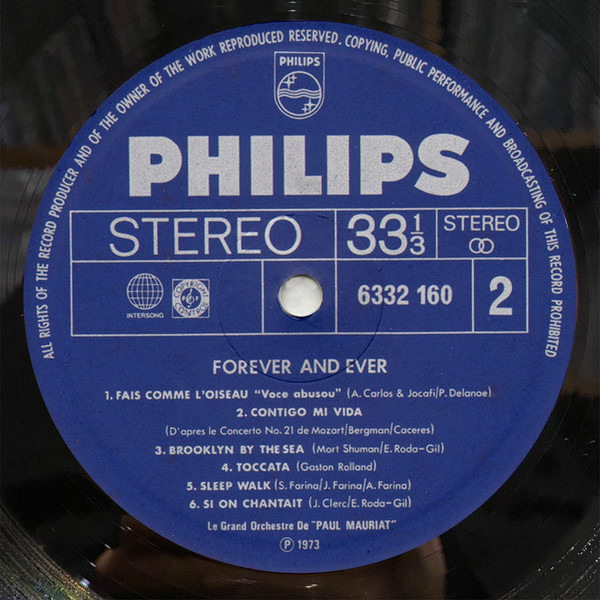 ALL RIGHTS OF THE RECORD PRODUCER AND OF THE OWNER OF THE WORK REPRODUCED RESERVED. COPYING, PUBLIC PERFORMANCE AND BROADCASTING OF THIS RECORD PROHIBITED
PHILIPS
PHILIPS
STEREO 33 1/3 STEREO
INTERSONG COPYRIGHT CONTROL 6332 160 2
FOREVER AND EVER
1. FAIS COMME L'OISEAU "Voce abusou" (A. Carlos & Jocafi/P. Delanoe)
2. CONTIGO MI VIDA
(D'apres le Concerto No. 21 de Mozart/Bergman/Caceres)
3. BROOKLYN BY THE SEA (Mort Shuman/E. Roda-Gil)
4. TOCCATA (Gaston Rolland)
5. SLEEP WALK (S. Farina/J. Farina/A. Farina)
6. SI ON CHANTAIT (J. Clerc/E. Roda-Gil)
Le Grand Orchestre De "PAUL MAURIAT"
Ⓟ 1973